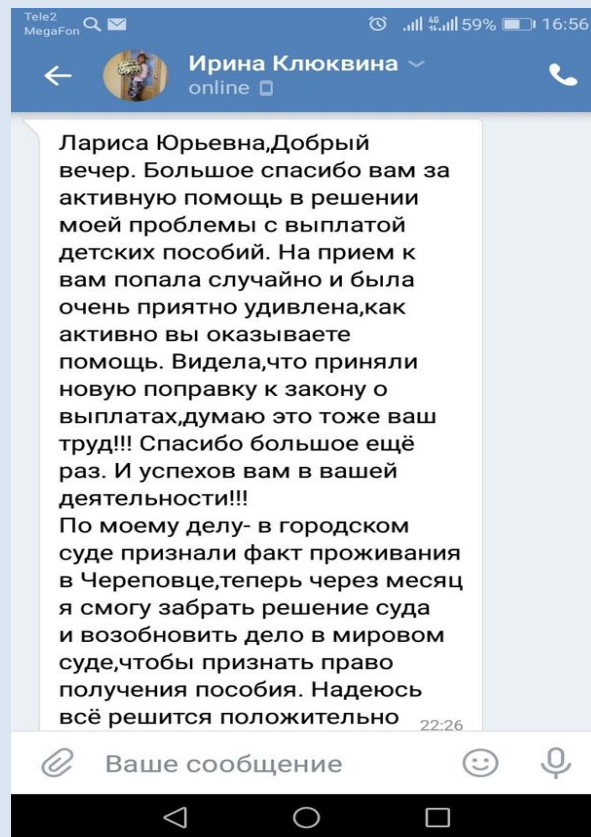 Tele2
MegaFon
4G
59%
16:56
Ирина Клюквина
online
Лариса Юрьевна,Добрый
вечер. Большое спасибо вам за
активную помощь в решении
моей проблемы с выплатой
детских пособий. На прием к
вам попала случайно и была
очень приятно удивлена,как
активно вы оказываете
помощь. Видела,что приняли
новую поправку к закону о
выплатах,думаю это тоже ваш
труд!!! Спасибо большое ещё
раз. И успехов вам в вашей
деятельности!!!
По моему делу- в городском
суде признали факт проживания
в Череповце,теперь через месяц
я смогу забрать решение суда
и возобновить дело в мировом
суде,чтобы признать право
получения пособия. Надеюсь
всё решится положительно
22:26
Ваше сообщение